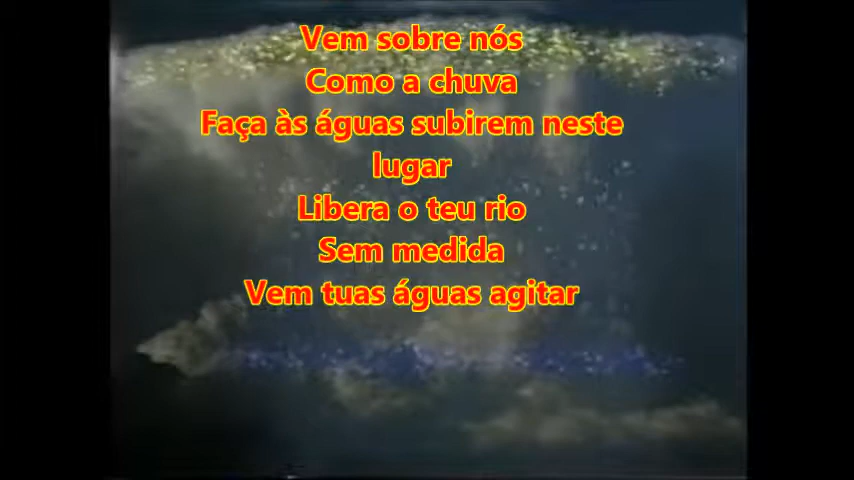 Vem sobre nós
Como a chuva
Faça às águas subirem neste
lugar
Libera o teu rio
Sem medida
Vem tuas águas agitar